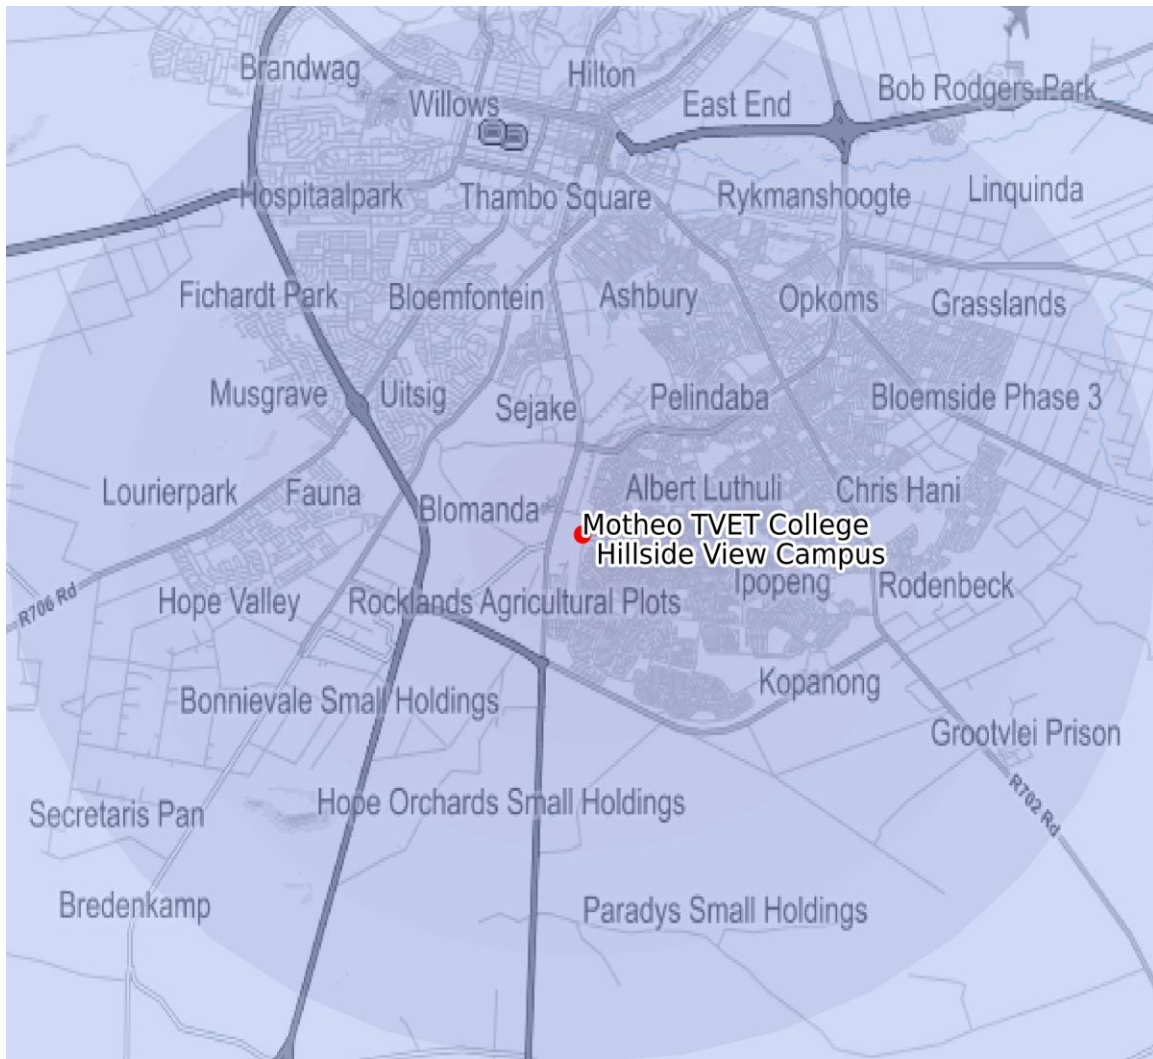 Brandwag
Hilton
Willows
East End
Bob Rodgers Park
Hospitaalpark
Thambo Square
Rykmanshoogte
Linquinda
Fichardt Park
Bloemfontein
Ashbury
Opkoms
Grasslands
Musgrave
Uitsig
Sejake
Pelindaba
Bloemside Phase 3
Lourierpark
Fauna
Blomanda
Albert Luthuli
Chris Hani
Motheo TVET College
Hillside View Campus
R706 Rd
Hope Valley
Rocklands Agricultural Plots
Ipopeng
Rodenbeck
Bonnievale Small Holdings
Kopanong
Grootvlei Prison
Secretaris Pan
Hope Orchards Small Holdings
R702 Rd
Bredenkamp
Paradys Small Holdings